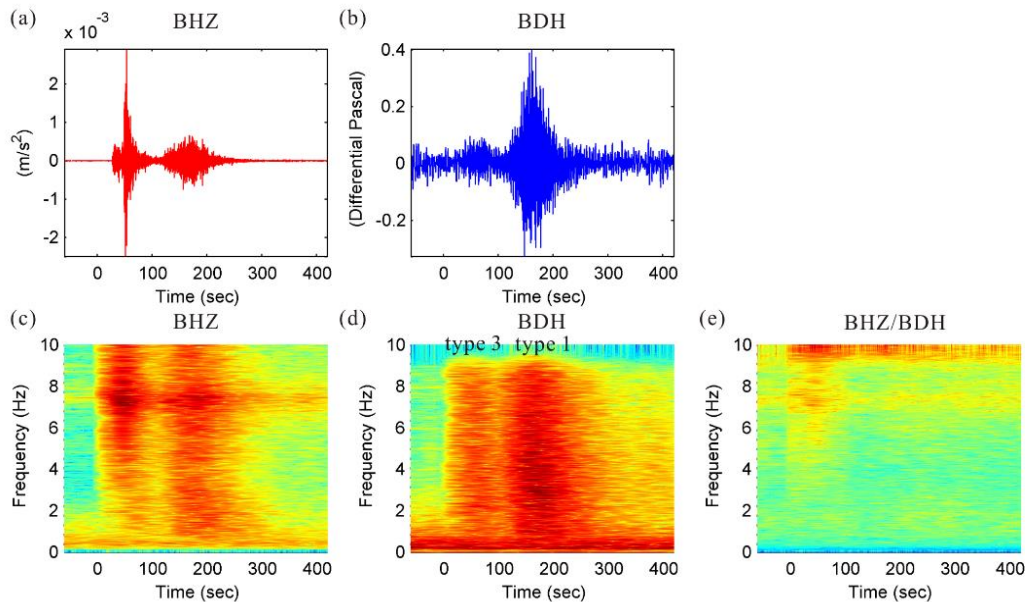 (a) BHZ
× 10⁻³
2
1
0
-1
-2
(m/s²)
0 100 200 300 400
Time (sec)
(b) BDH
0.4
0.2
0
-0.2
(Differential Pascal)
0 100 200 300 400
Time (sec)
(c) BHZ
10
8
6
4
2
0
Frequency (Hz)
0 100 200 300 400
Time (sec)
(d) BDH
type 3 type 1
10
8
6
4
2
0
Frequency (Hz)
0 100 200 300 400
Time (sec)
(e) BHZ/BDH
10
8
6
4
2
0
Frequency (Hz)
0 100 200 300 400
Time (sec)